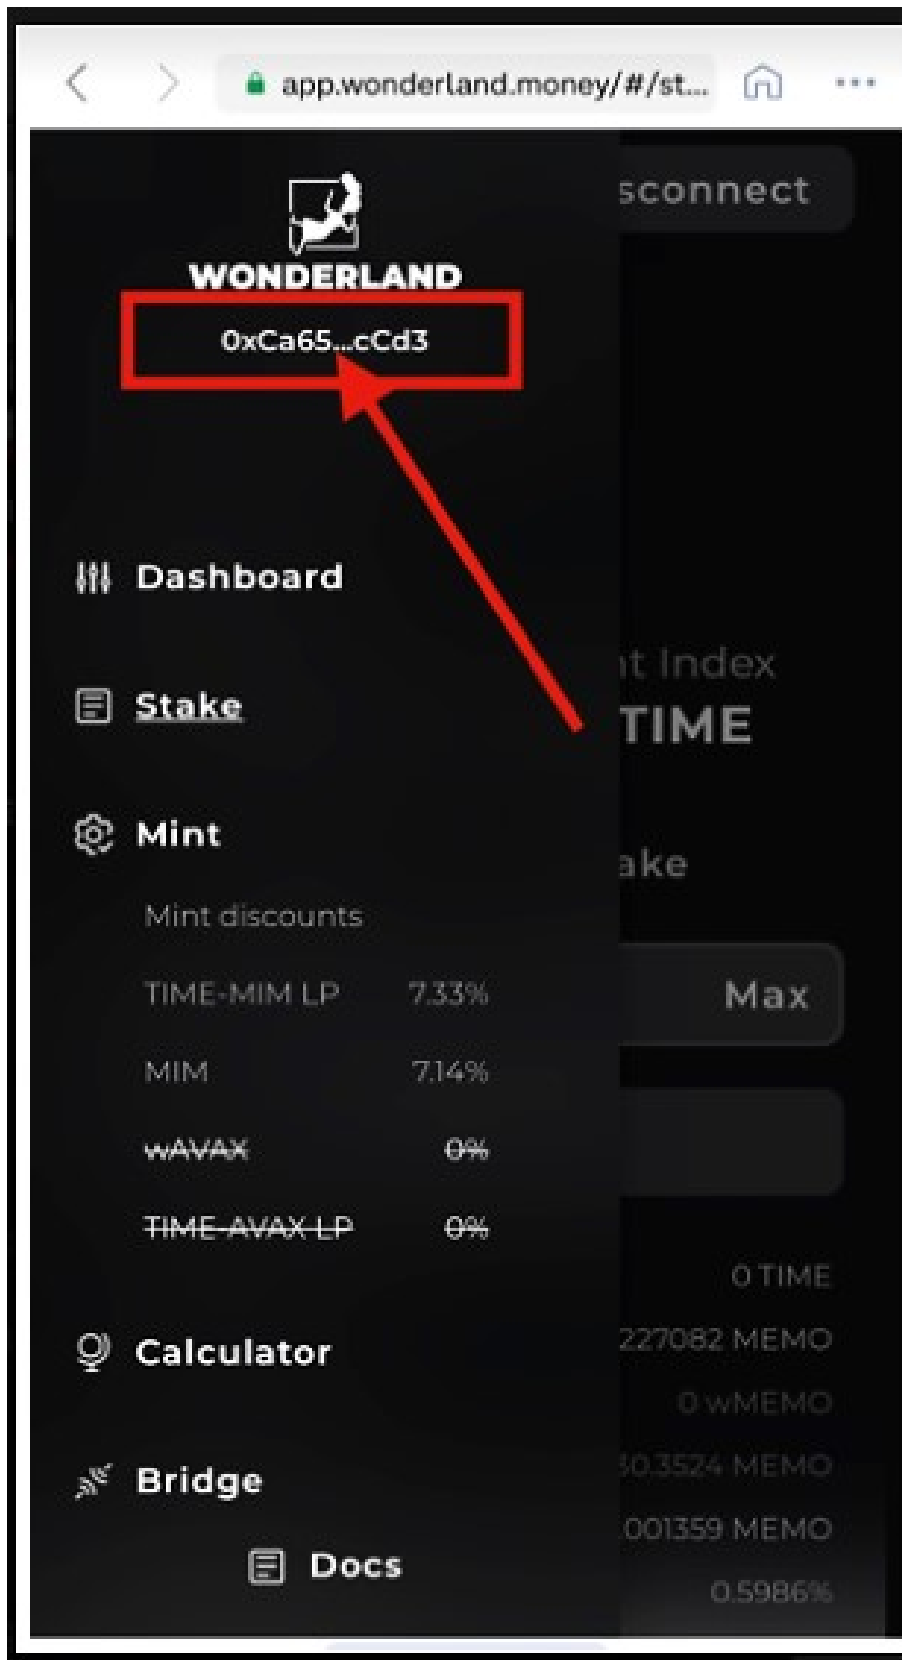 app.wonderland.money/#/st...
sconnect
WONDERLAND
0xCa65...cCd3
Dashboard
nt Index
Stake
TIME
Mint
ake
Mint discounts
TIME-MIM LP 7.33%
Max
MIM 7.14%
wAVAX 0%
TIME-AVAX LP 0%
0 TIME
Calculator
227082 MEMO
0 wMEMO
Bridge
30.3524 MEMO
001359 MEMO
Docs
0.5986%